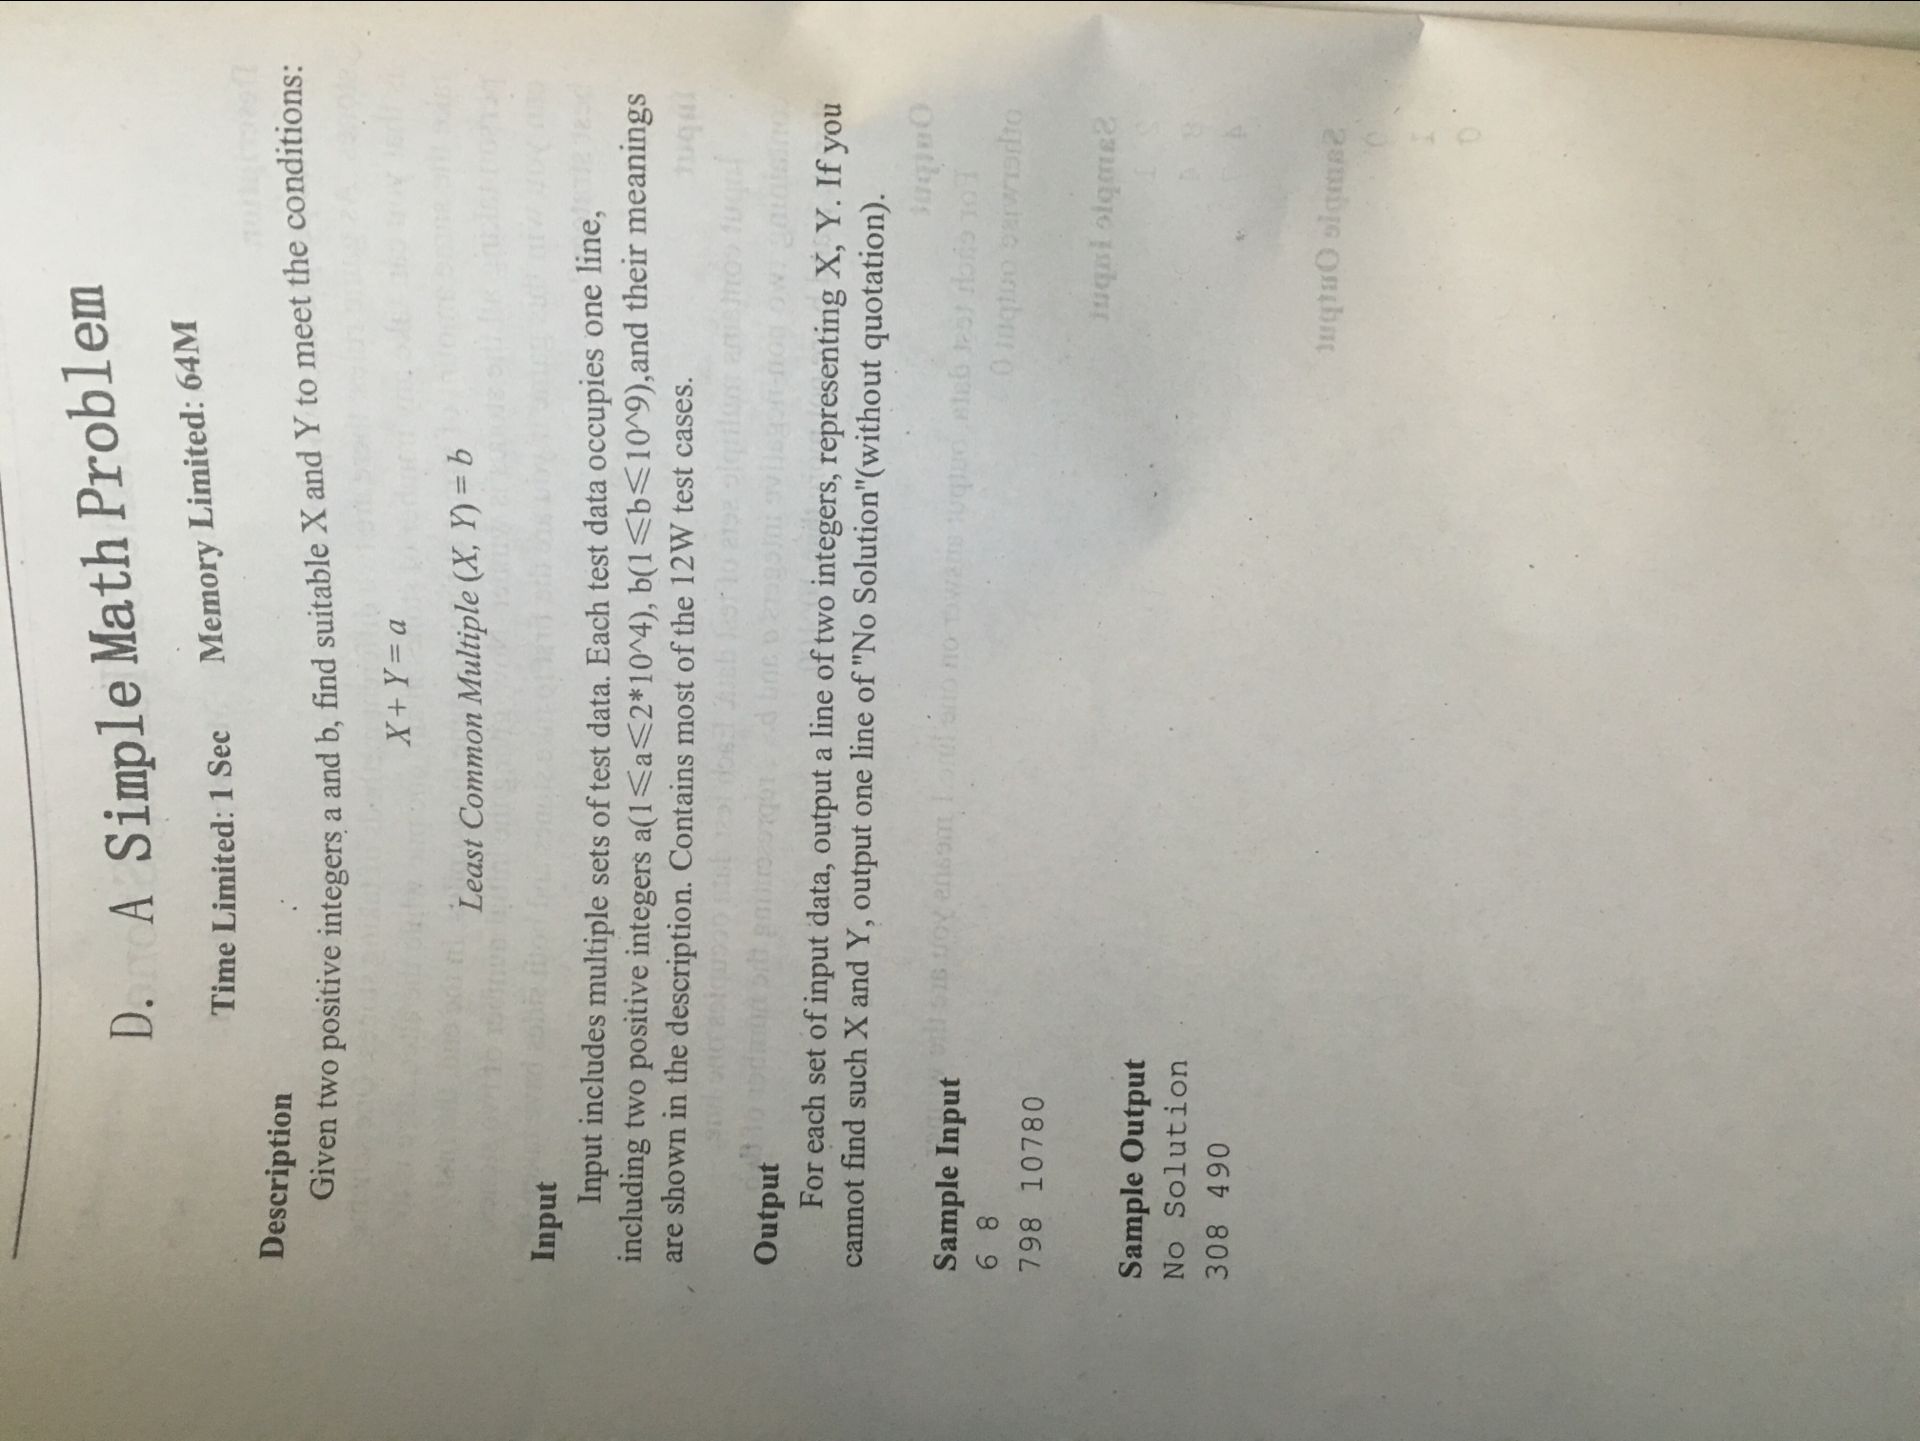 D. A Simple Math Problem
Time Limited: 1 Sec Memory Limited: 64M
Description
Given two positive integers a and b, find suitable X and Y to meet the conditions:
X+ Y= a
Least Common Multiple (X, Y) = b
Input
Input includes multiple sets of test data. Each test data occupies one line,
including two positive integers a(1≤a≤2*10^4), b(1≤b≤10^9),and their meanings
are shown in the description. Contains most of the 12W test cases.
Output
For each set of input data, output a line of two integers, representing X, Y. If you
cannot find such X and Y, output one line of "No Solution"(without quotation).
Sample Input
6 8
798 10780
Sample Output
No Solution
308 490